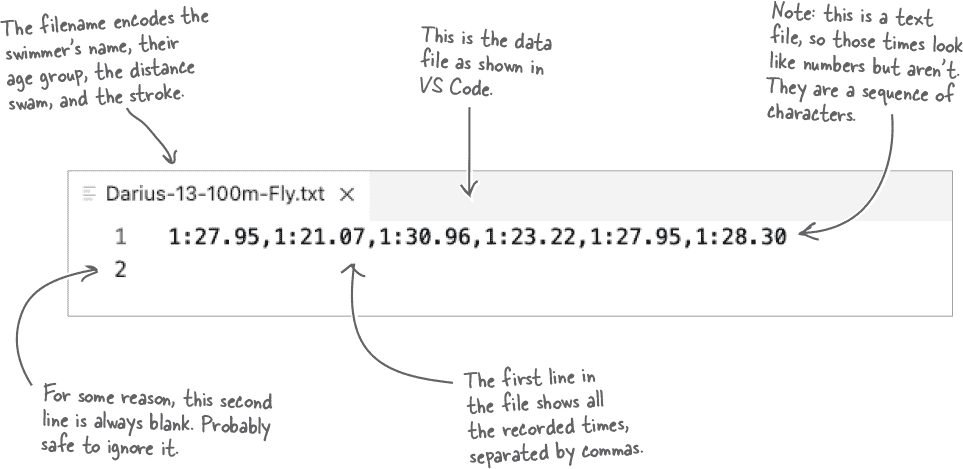 The filename encodes the
swimmer's name, their
age group, the distance
swam, and the stroke.
This is the data
file as shown in
VS Code.
Note: this is a text
file, so those times look
like numbers but aren't.
They are a sequence of
characters.
Darius-13-100m-Fly.txt ×
1 1:27.95,1:21.07,1:30.96,1:23.22,1:27.95,1:28.30
2
For some reason, this second
line is always blank. Probably
safe to ignore it.
The first line in
the file shows all
the recorded times,
separated by commas.